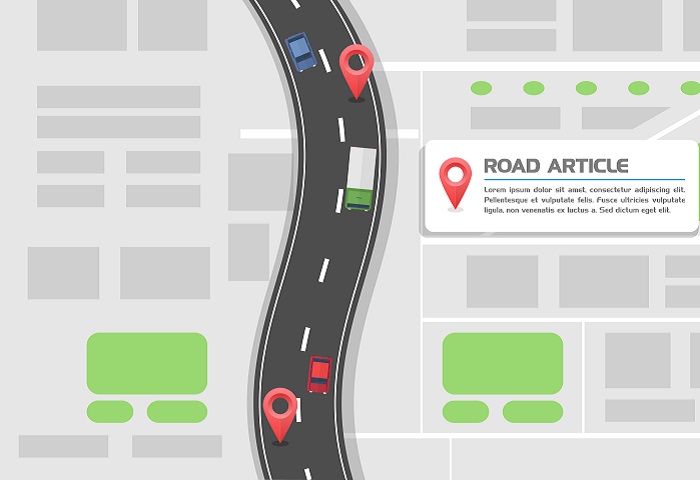 ROAD ARTICLE
Lorem ipsum dolor sit amet, consectetur adipiscing elit.
Pellentesque et vulputate felis. Fusce ultricies vulputate
ligula, non venenatis ex luctus a. Sed dictum eget elit.